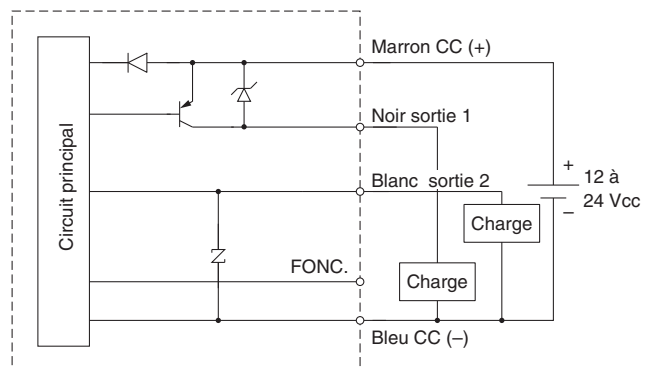 Circuit principal
Marron CC (+)
Noir sortie 1
Blanc sortie 2
FONC.
Bleu CC (–)
Charge
Charge
+
12 à
24 Vcc
–